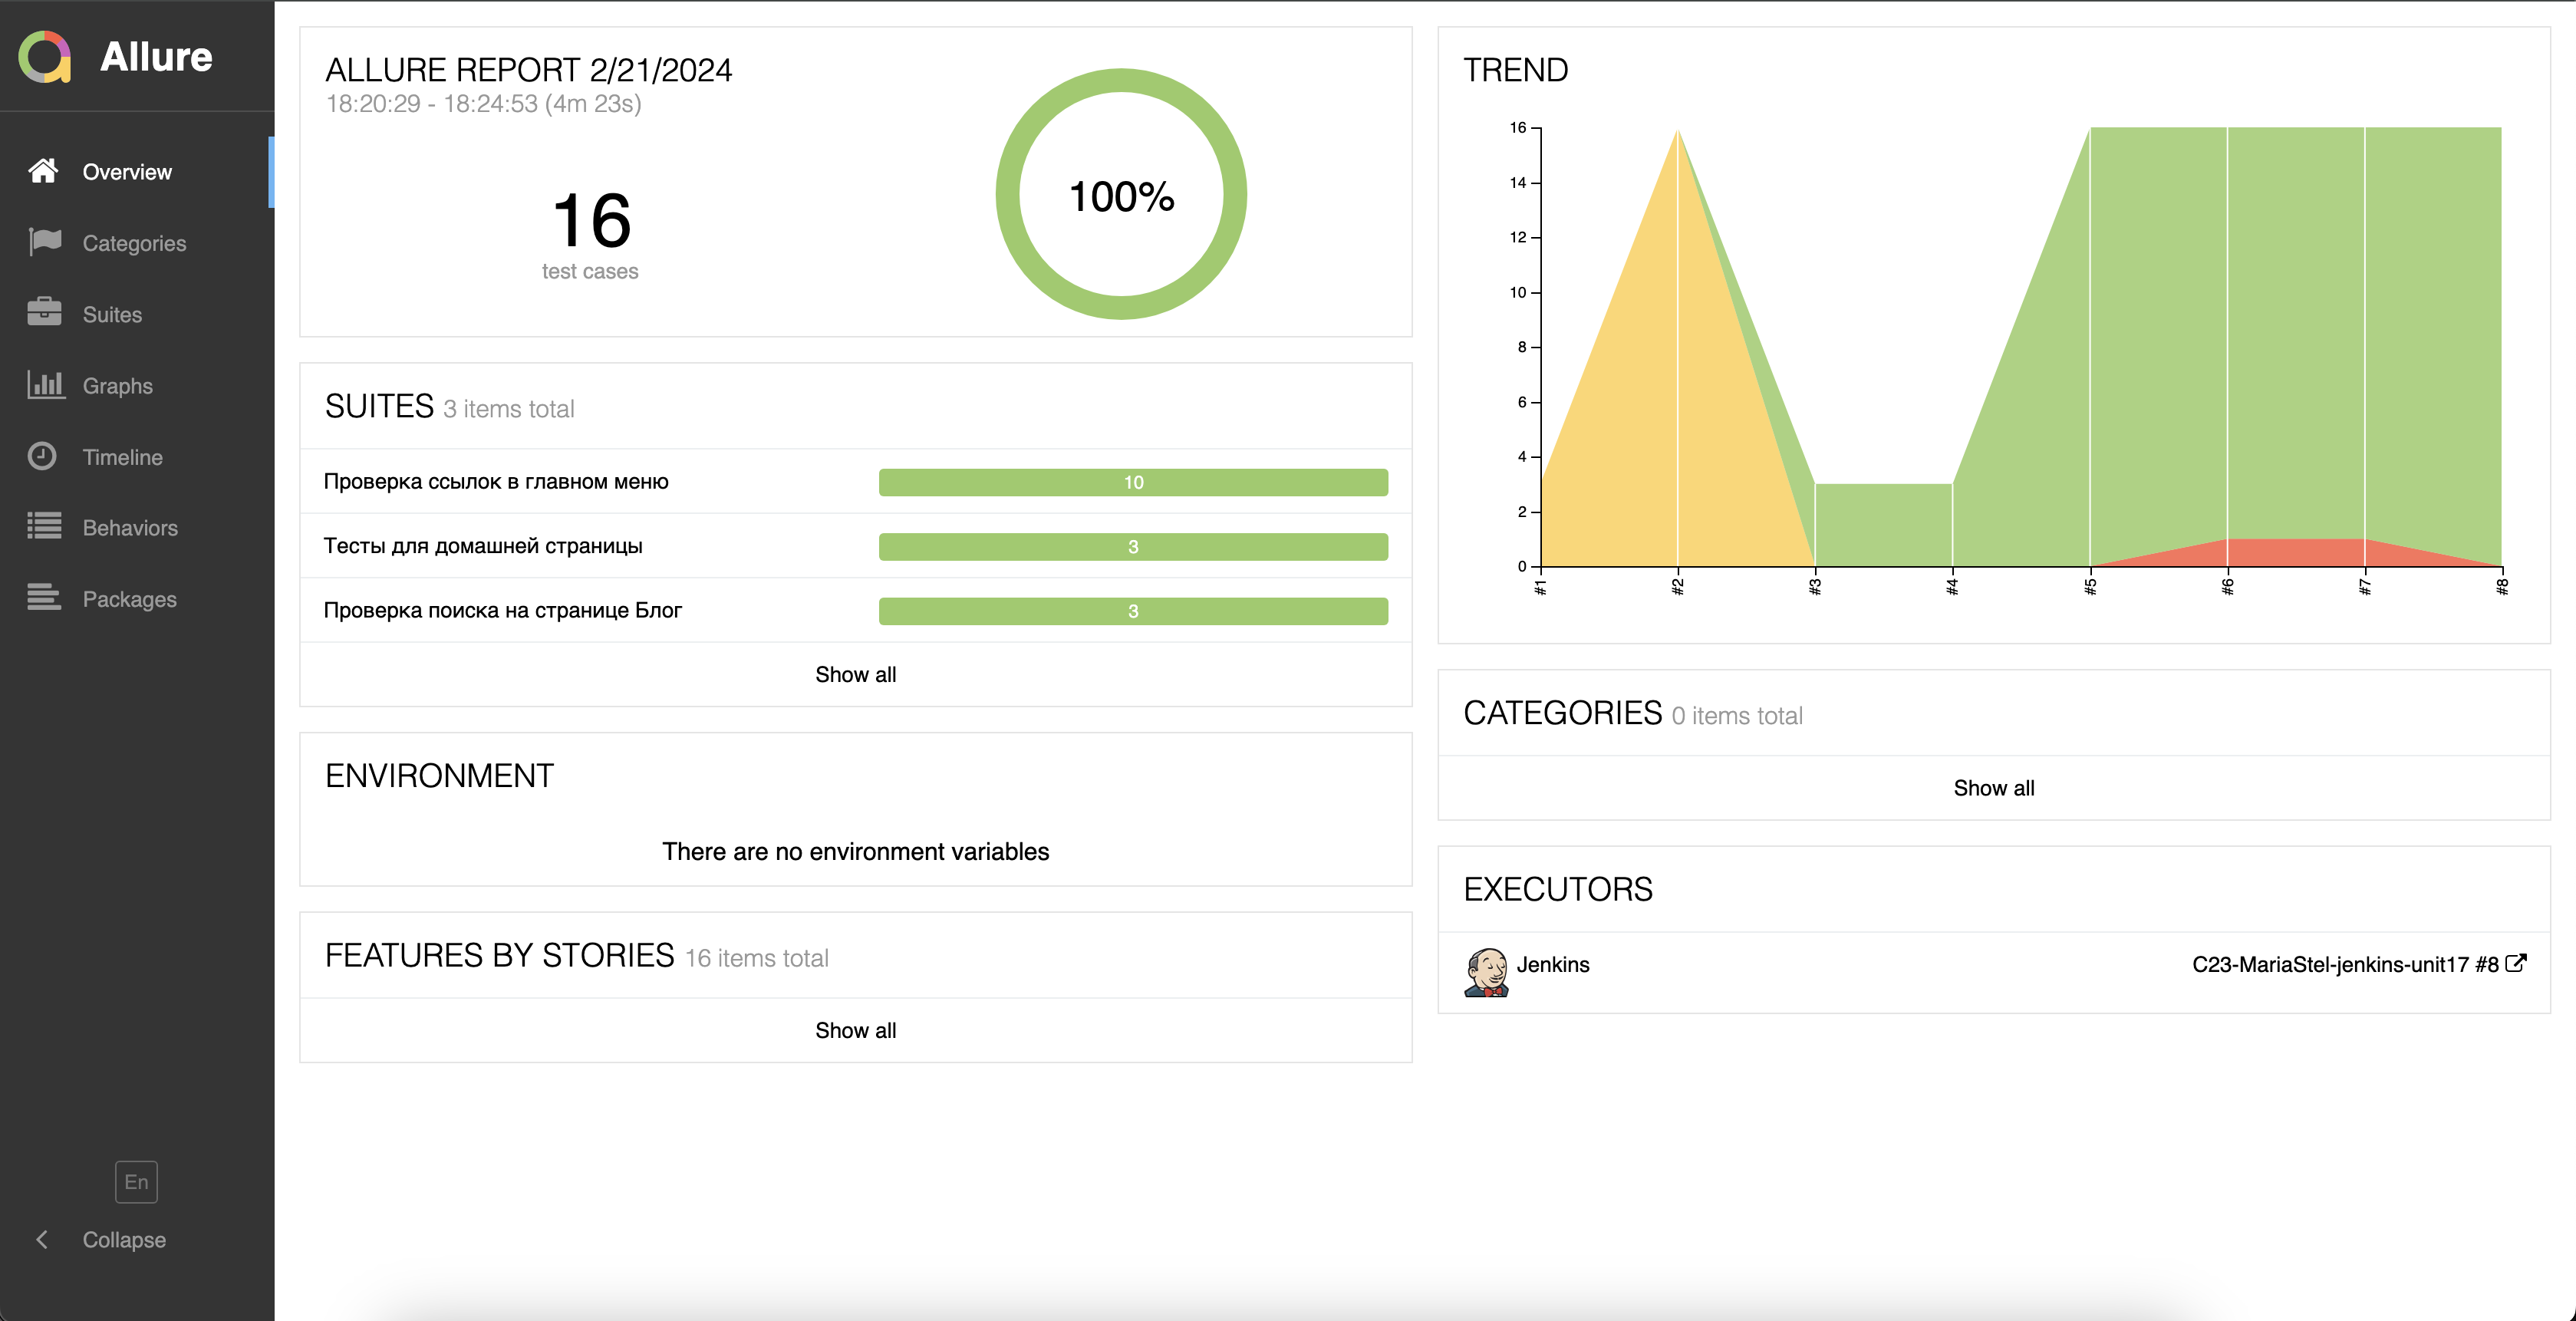 Allure
Overview
Categories
Suites
Graphs
Timeline
Behaviors
Packages
En
Collapse
ALLURE REPORT 2/21/2024
18:20:29 - 18:24:53 (4m 23s)
16
test cases
100%
SUITES 3 items total
Проверка ссылок в главном меню 10
Тесты для домашней страницы 3
Проверка поиска на странице Блог 3
Show all
ENVIRONMENT
There are no environment variables
FEATURES BY STORIES 16 items total
Show all
TREND
16
14
12
10
8
6
4
2
0
#1 #2 #3 #4 #5 #6 #7 #8
CATEGORIES 0 items total
Show all
EXECUTORS
Jenkins C23-MariaStel-jenkins-unit17 #8